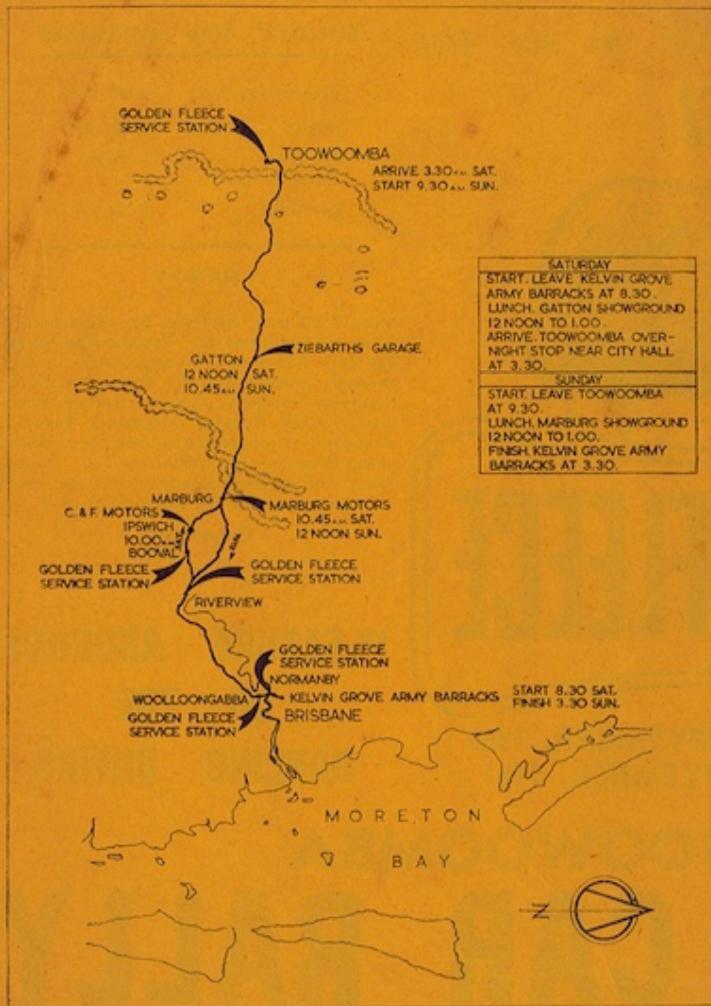 GOLDEN FLEECE
SERVICE STATION
TOOWOOMBA
ARRIVE 3.30 P.M. SAT.
START 9.30 A.M. SUN.
SATURDAY
START. LEAVE KELVIN GROVE
ARMY BARRACKS AT 8.30.
LUNCH. GATTON SHOWGROUND
12 NOON TO 1.00.
ARRIVE. TOOWOOMBA OVER-
NIGHT STOP NEAR CITY HALL
AT 3.30.
SUNDAY
START. LEAVE TOOWOOMBA
AT 9.30.
LUNCH. MARBURG SHOWGROUND
12 NOON TO 1.00.
FINISH. KELVIN GROVE ARMY
BARRACKS AT 3.30.
ZIEBARTHS GARAGE
GATTON
12 NOON SAT.
10.45 A.M. SUN.
MARBURG
MARBURG MOTORS
10.45 A.M. SAT.
12 NOON SUN.
C. & F. MOTORS
IPSWICH
10.00
BOOVAL
SAT.
SUN.
GOLDEN FLEECE
SERVICE STATION
GOLDEN FLEECE
SERVICE STATION
RIVERVIEW
GOLDEN FLEECE
SERVICE STATION
NORMANBY
WOOLLOONGABBA
KELVIN GROVE ARMY BARRACKS
START 8.30 SAT.
FINISH 3.30 SUN.
GOLDEN FLEECE
SERVICE STATION
BRISBANE
MORETON
BAY
N